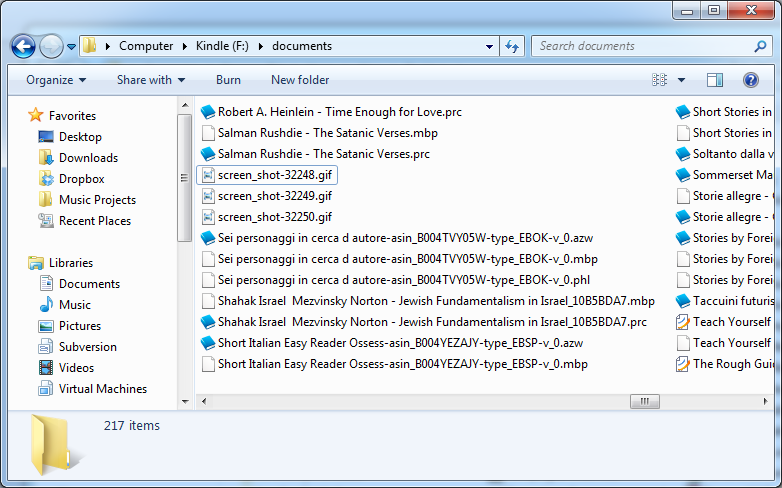 Computer Kindle (F:) documents
Search documents
Organize Share with Burn New folder
Favorites
Desktop
Downloads
Dropbox
Music Projects
Recent Places
Libraries
Documents
Music
Pictures
Subversion
Videos
Virtual Machines
Robert A. Heinlein - Time Enough for Love.prc
Salman Rushdie - The Satanic Verses.mbp
Salman Rushdie - The Satanic Verses.prc
screen_shot-32248.gif
screen_shot-32249.gif
screen_shot-32250.gif
Sei personaggi in cerca d autore-asin_B004TVY05W-type_EBOK-v_0.azw
Sei personaggi in cerca d autore-asin_B004TVY05W-type_EBOK-v_0.mbp
Sei personaggi in cerca d autore-asin_B004TVY05W-type_EBOK-v_0.phl
Shahak Israel  Mezvinsky Norton - Jewish Fundamentalism in Israel_10B5BDA7.mbp
Shahak Israel  Mezvinsky Norton - Jewish Fundamentalism in Israel_10B5BDA7.prc
Short Italian Easy Reader Ossess-asin_B004YEZAJY-type_EBSP-v_0.azw
Short Italian Easy Reader Ossess-asin_B004YEZAJY-type_EBSP-v_0.mbp
Short Stories in
Short Stories in
Soltanto dalla v
Sommerset Ma
Storie allegre -
Storie allegre -
Stories by Forei
Stories by Forei
Stories by Forei
Taccuini futuris
Teach Yourself
Teach Yourself
The Rough Gui
217 items